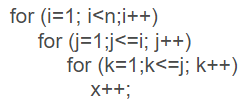 for (i=1; i<n;i++)
for (j=1;j<=i; j++)
for (k=1;k<=j; k++)
x++;